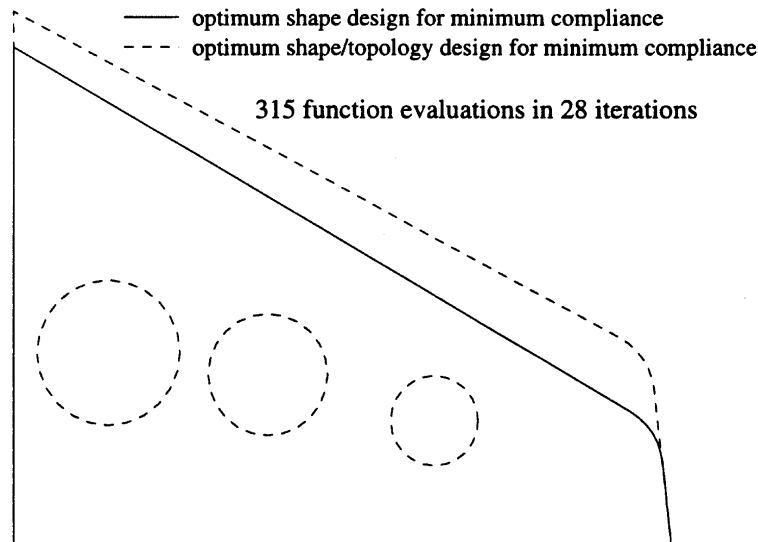 optimum shape design for minimum compliance
optimum shape/topology design for minimum compliance
315 function evaluations in 28 iterations